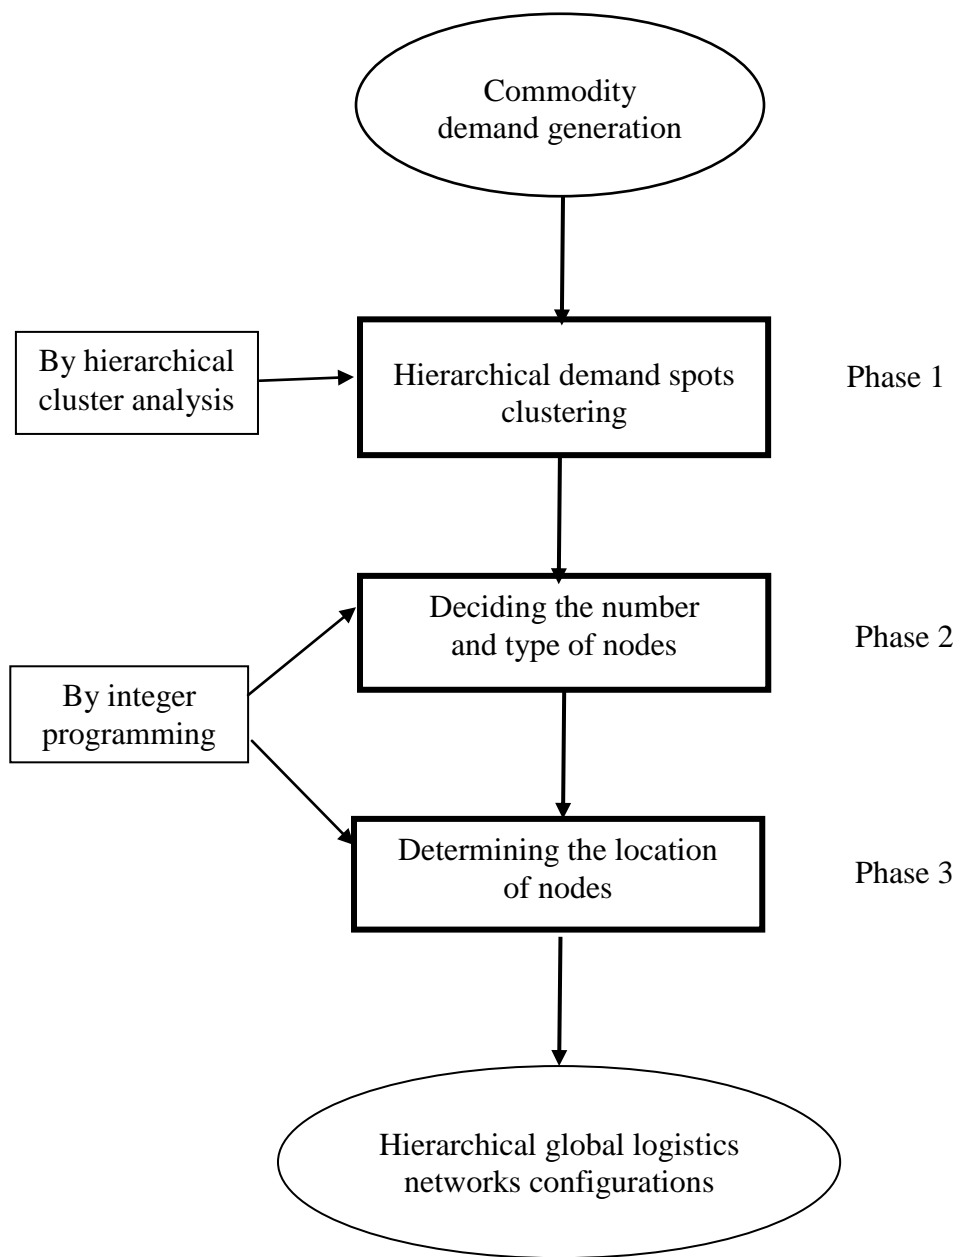 Commodity
demand generation
By hierarchical
cluster analysis
Hierarchical demand spots
clustering
Phase 1
Deciding the number
and type of nodes
Phase 2
By integer
programming
Determining the location
of nodes
Phase 3
Hierarchical global logistics
networks configurations